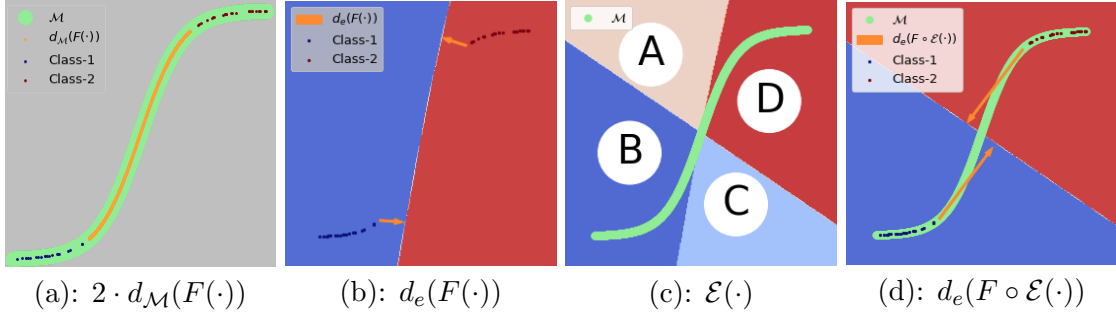 ℳ
d_ℳ(F(·))
Class-1
Class-2
(a): 2 · d_ℳ(F(·))
d_e(F(·))
Class-1
Class-2
(b): d_e(F(·))
ℳ
A
B
C
D
(c): ℰ(·)
ℳ
d_e(F ∘ ℰ(·))
Class-1
Class-2
(d): d_e(F ∘ ℰ(·))